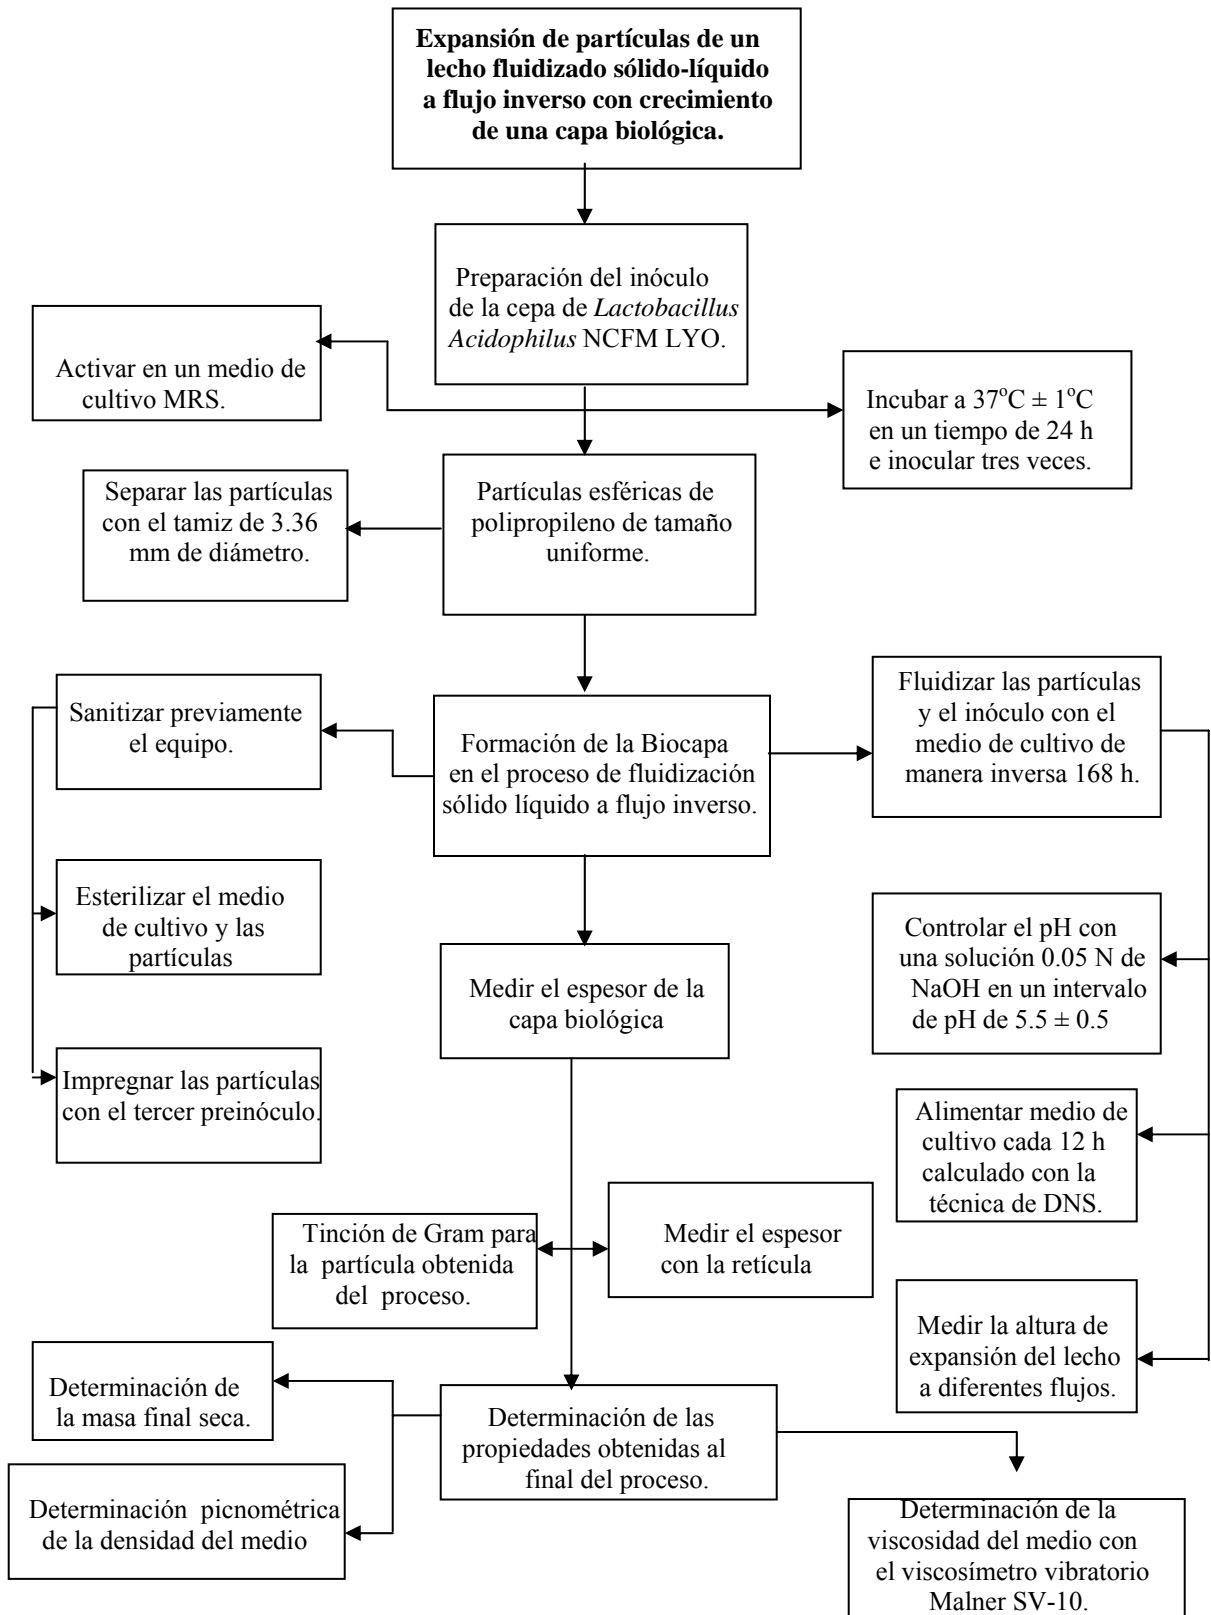 Expansión de partículas de un
lecho fluidizado sólido-líquido
a flujo inverso con crecimiento
de una capa biológica.
Preparación del inóculo
de la cepa de Lactobacillus
Acidophilus NCFM LYO.
Activar en un medio de
cultivo MRS.
Incubar a 37°C ± 1°C
en un tiempo de 24 h
e inocular tres veces.
Separar las partículas
con el tamiz de 3.36
mm de diámetro.
Partículas esféricas de
polipropileno de tamaño
uniforme.
Sanitizar previamente
el equipo.
Formación de la Biocapa
en el proceso de fluidización
sólido líquido a flujo inverso.
Fluidizar las partículas
y el inóculo con el
medio de cultivo de
manera inversa 168 h.
Esterilizar el medio
de cultivo y las
partículas
Controlar el pH con
una solución 0.05 N de
NaOH en un intervalo
de pH de 5.5 ± 0.5
Medir el espesor de la
capa biológica
Impregnar las partículas
con el tercer preinóculo.
Alimentar medio de
cultivo cada 12 h
calculado con la
técnica de DNS.
Tinción de Gram para
la partícula obtenida
del proceso.
Medir el espesor
con la retícula
Medir la altura de
expansión del lecho
a diferentes flujos.
Determinación de
la masa final seca.
Determinación de las
propiedades obtenidas al
final del proceso.
Determinación picnométrica
de la densidad del medio
Determinación de la
viscosidad del medio con
el viscosímetro vibratorio
Malner SV-10.